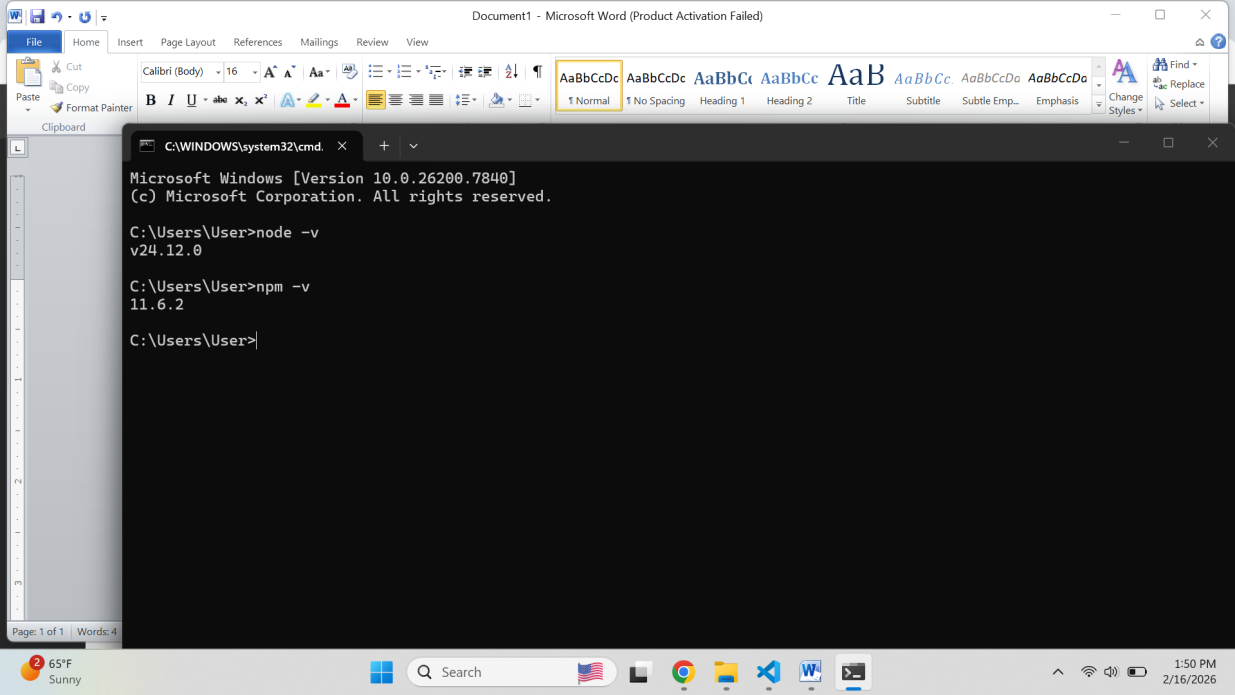 Document1 - Microsoft Word (Product Activation Failed)
File Home Insert Page Layout References Mailings Review View
Paste
Cut
Copy
Format Painter
Clipboard
Calibri (Body) 16
AaBbCcDc AaBbCcDc AaBbCc AaBbCc AaB AaBbCc. AaBbCcDa AaBbCcDa
¶ Normal ¶ No Spacing Heading 1 Heading 2 Title Subtitle Subtle Emp... Emphasis
Change
Styles
Find
Replace
Select
C:\WINDOWS\system32\cmd.
Microsoft Windows [Version 10.0.26200.7840]
(c) Microsoft Corporation. All rights reserved.
C:\Users\User>node -v
v24.12.0
C:\Users\User>npm -v
11.6.2
C:\Users\User>
1
2
3
Page: 1 of 1 Words: 4
2
65°F
Sunny
Search
1:50 PM
2/16/2026